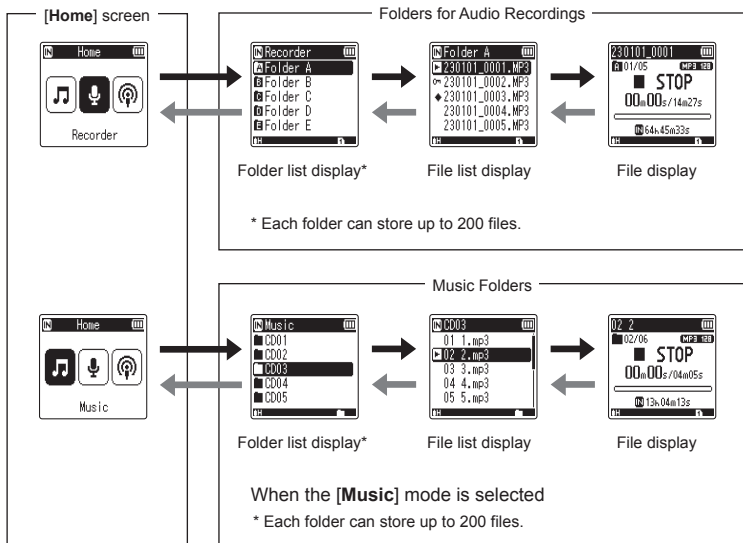 [Home] screen
Folders for Audio Recordings
Home
Recorder
Recorder
Folder A
Folder B
Folder C
Folder D
Folder E
Folder list display*
Folder A
230101_0001.MP3
230101_0002.MP3
230101_0003.MP3
230101_0004.MP3
230101_0005.MP3
File list display
230101_0001
01/05 MP3 128
STOP
00m00s/14m27s
IN 64h45m33s
File display
* Each folder can store up to 200 files.
Music Folders
Home
Music
Music
CD01
CD02
CD03
CD04
CD05
Folder list display*
CD03
01 1.mp3
02 2.mp3
03 3.mp3
04 4.mp3
05 5.mp3
File list display
02 2
02/06 MP3 128
STOP
00m00s/04m05s
IN 13h04m13s
File display
When the [Music] mode is selected
* Each folder can store up to 200 files.